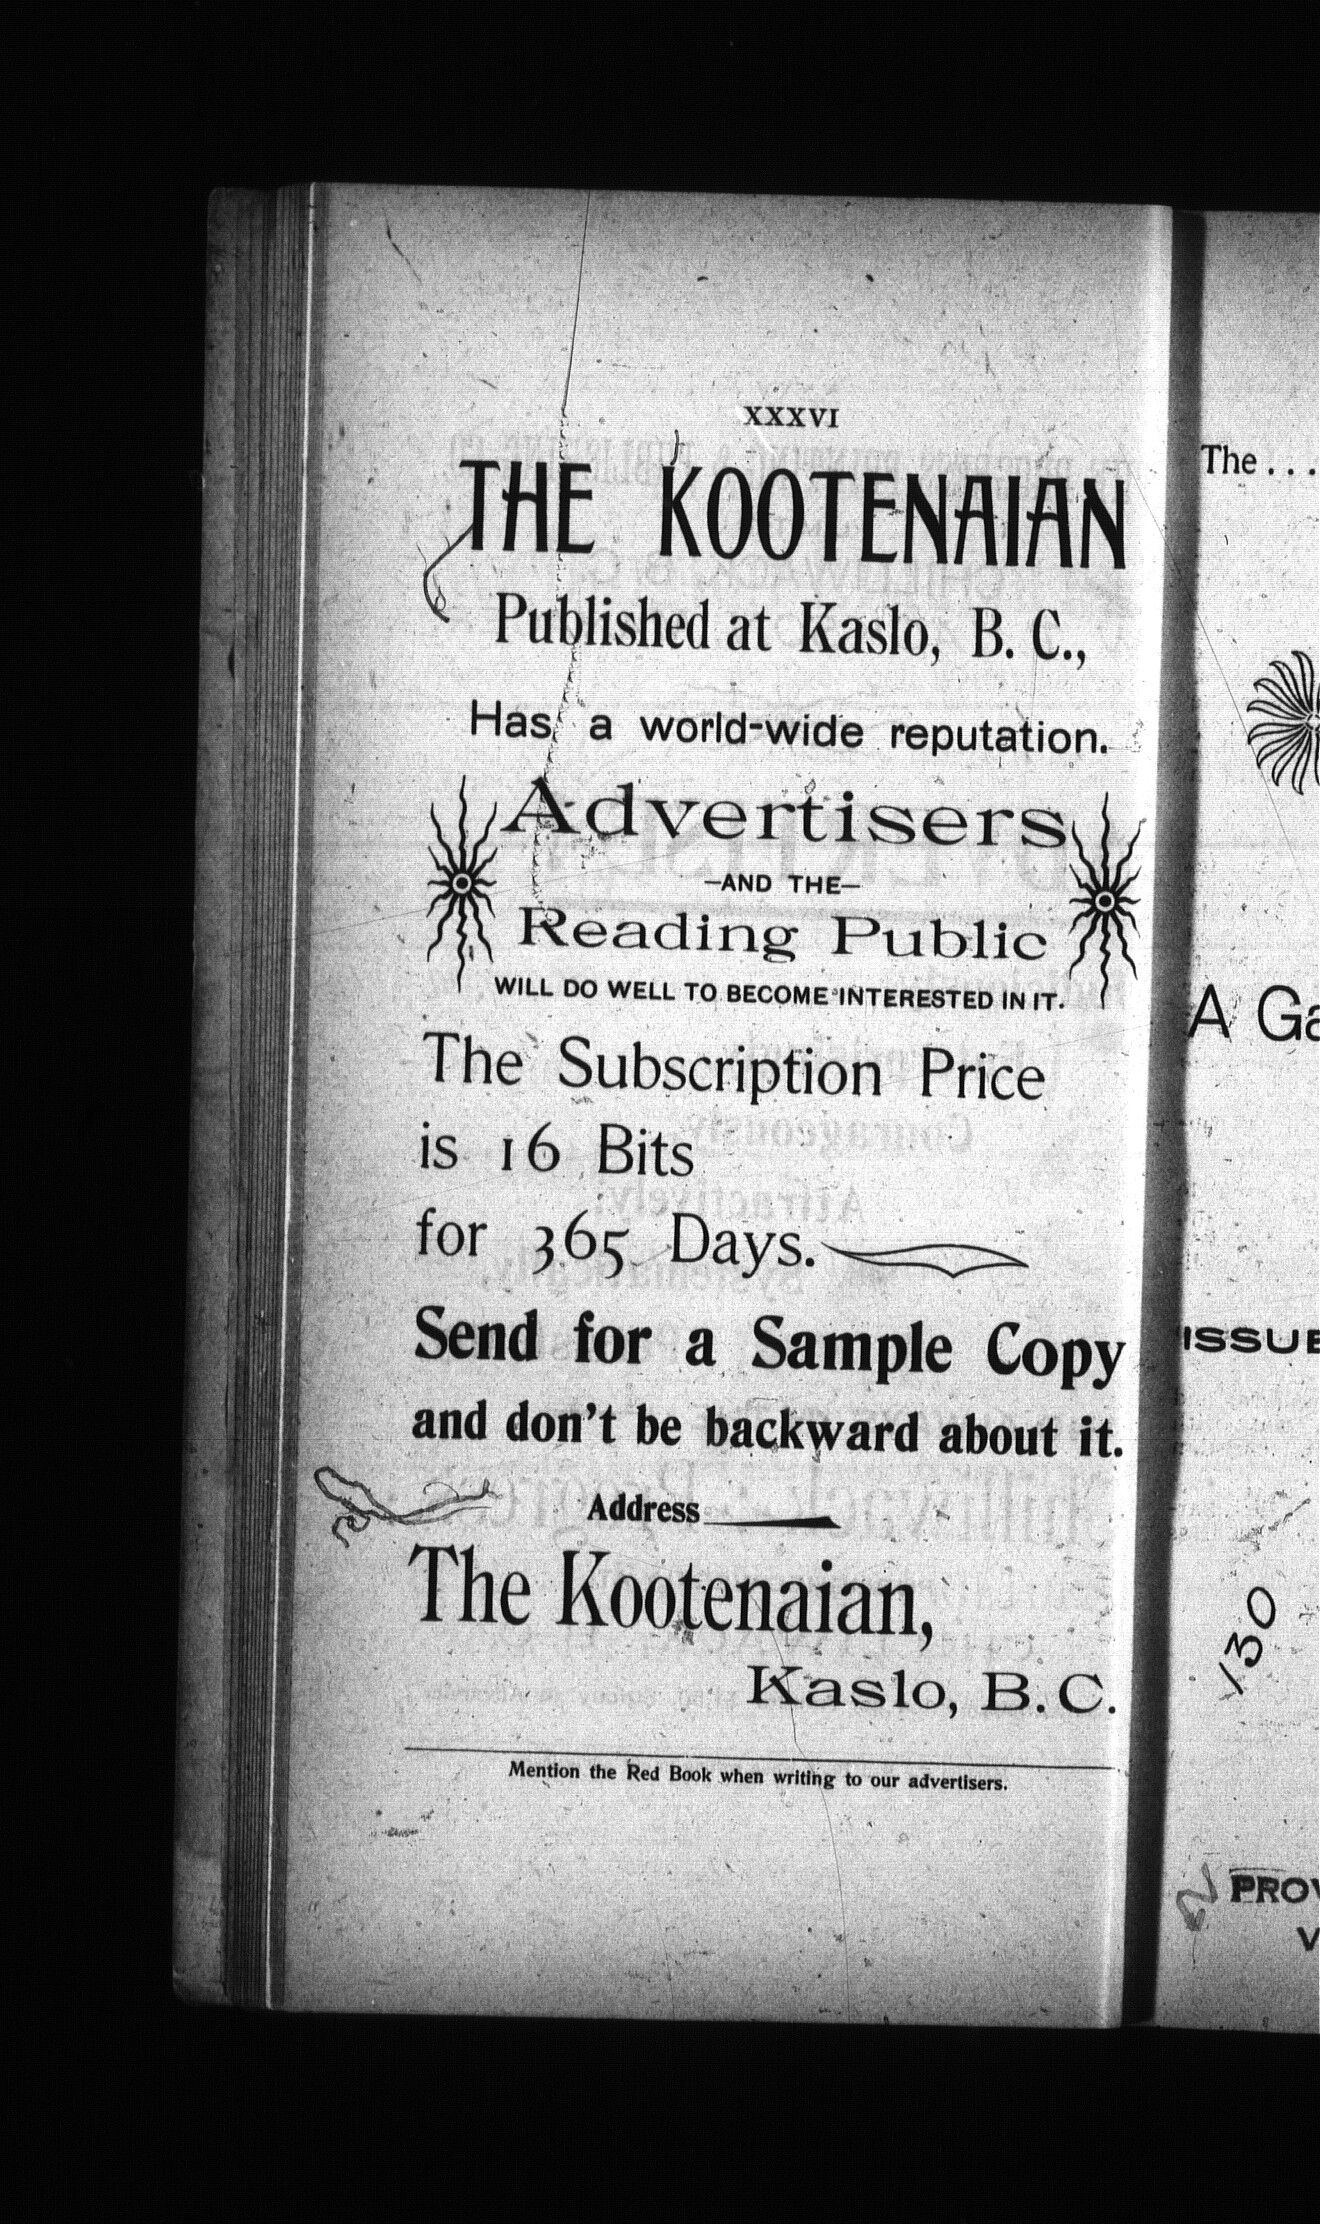 XXXVI
THE KOOTENAIAN
Published at Kaslo, B. C.,
Has a world-wide reputation.
Advertisers
—AND THE—
Reading Public
WILL DO WELL TO BECOME INTERESTED IN IT.
The Subscription Price
is 16 Bits
for 365 Days.
Send for a Sample Copy
and don't be backward about it.
Address
The Kootenaian,
Kaslo, B. C.
Mention the Red Book when writing to our advertisers.
The . . .
A Ga
ISSUE
130
PROV
V